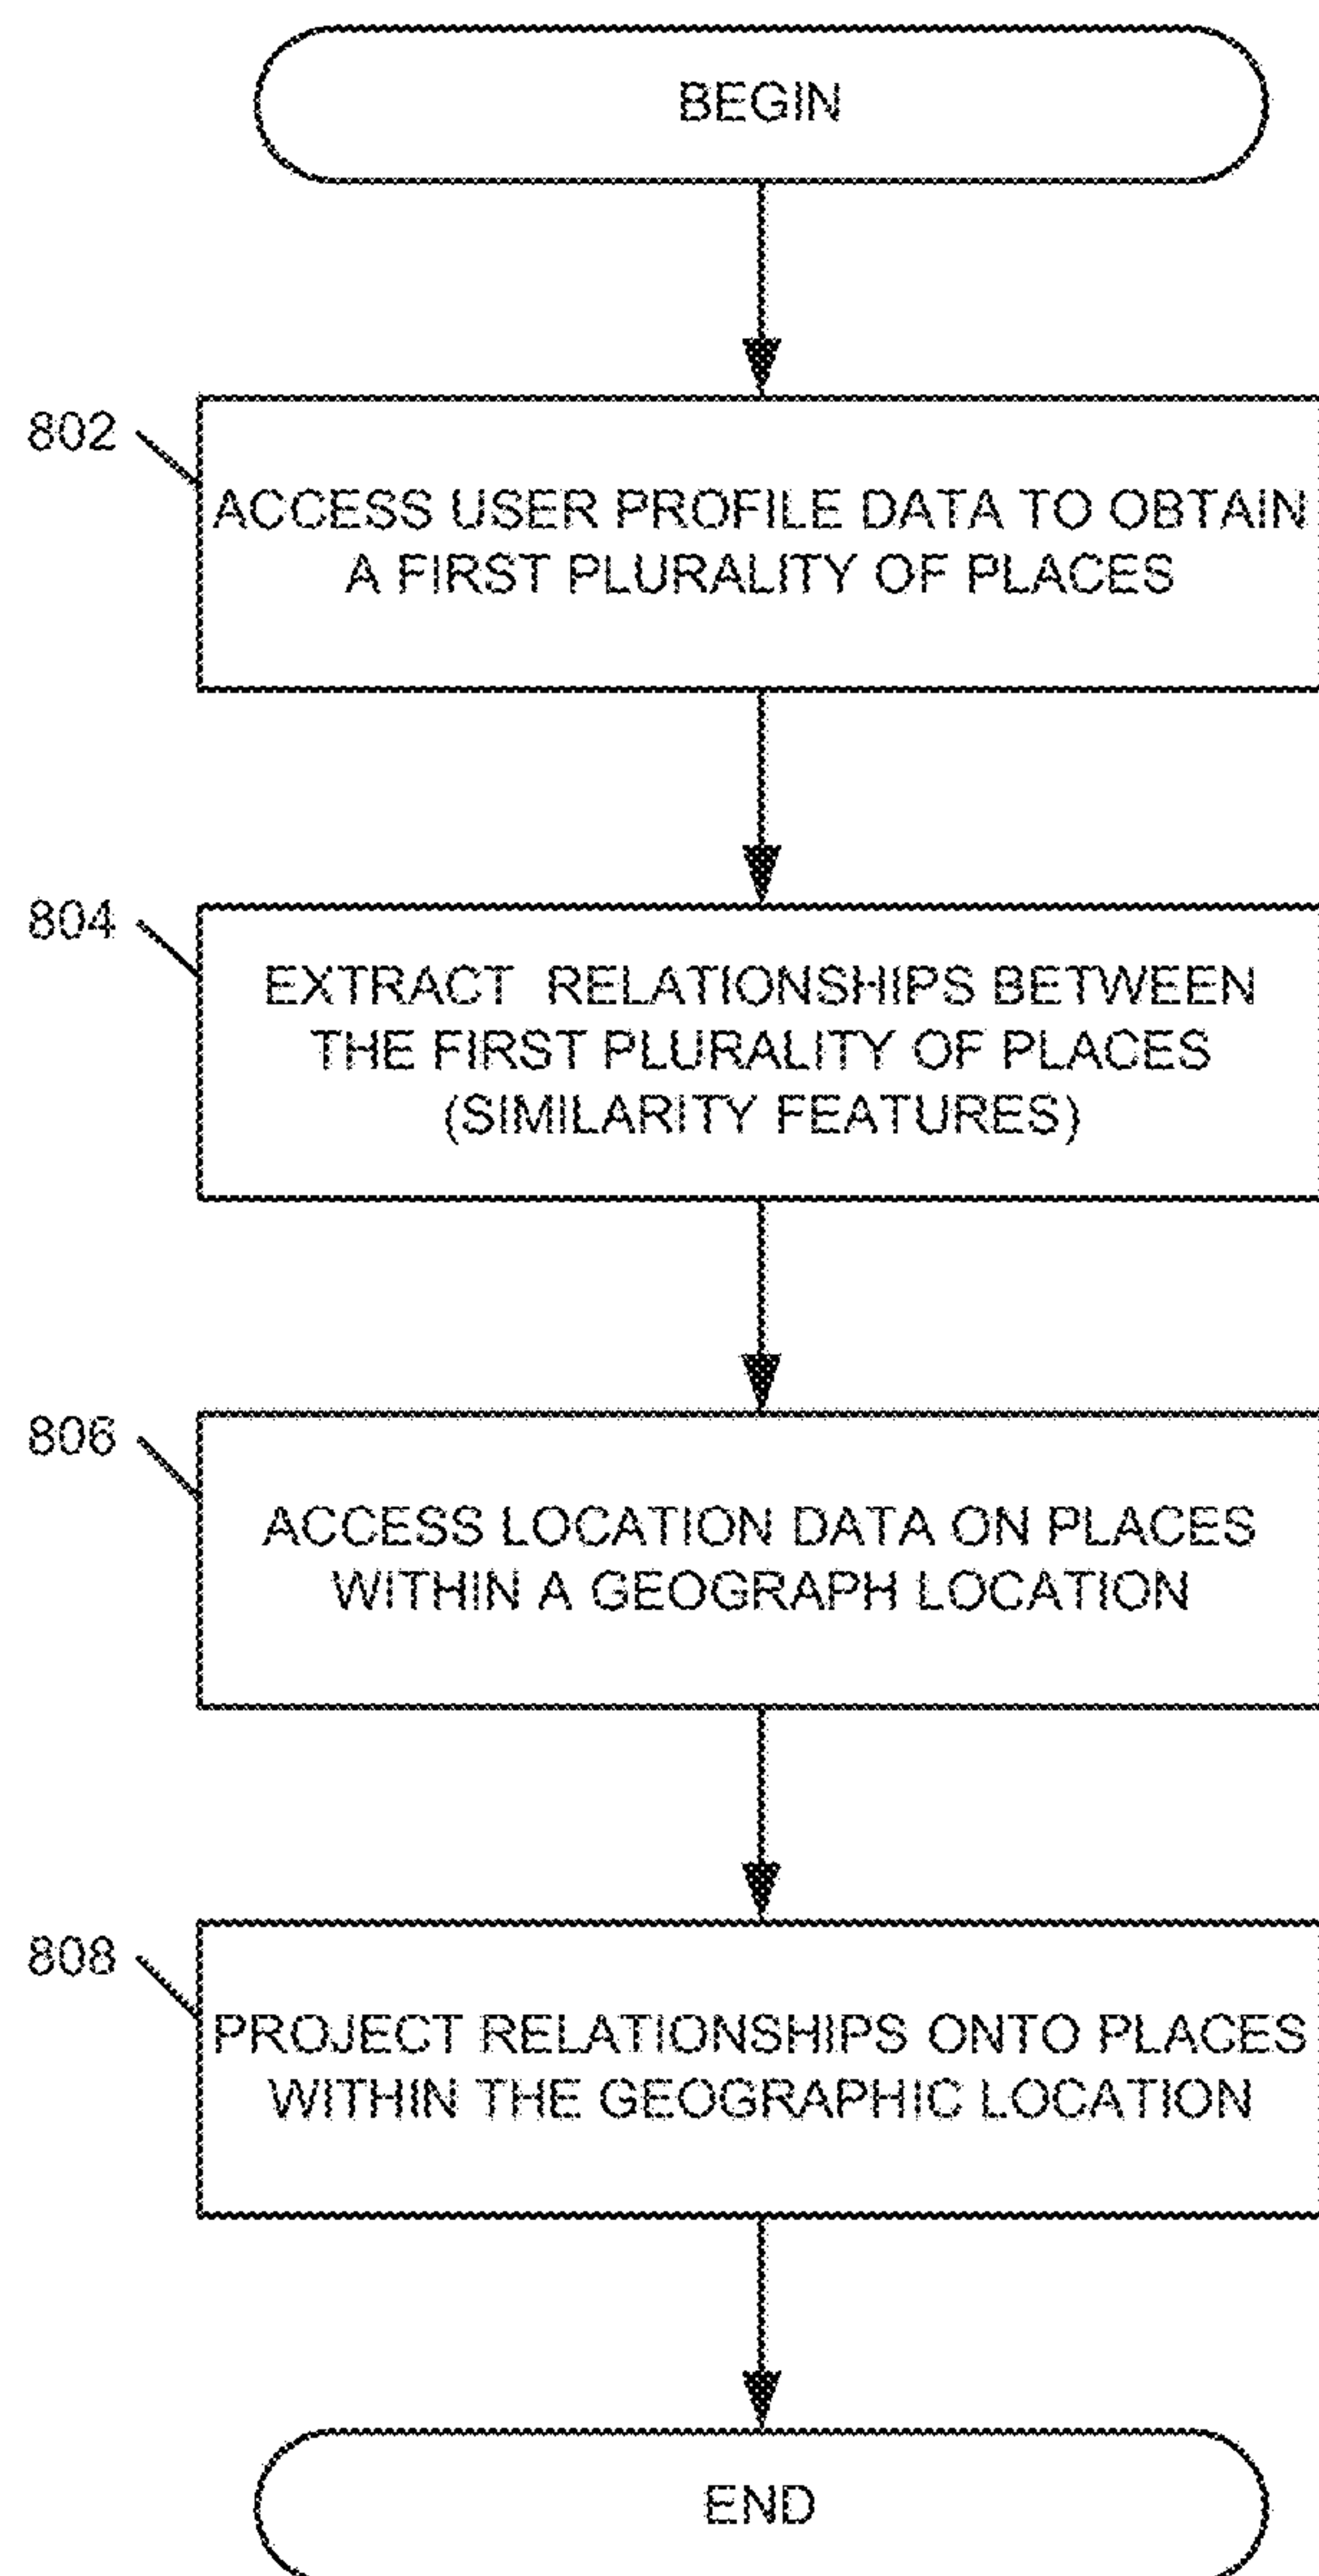 BEGIN
802
ACCESS USER PROFILE DATA TO OBTAIN
A FIRST PLURALITY OF PLACES
804
EXTRACT RELATIONSHIPS BETWEEN
THE FIRST PLURALITY OF PLACES
(SIMILARITY FEATURES)
806
ACCESS LOCATION DATA ON PLACES
WITHIN A GEOGRAPH LOCATION
808
PROJECT RELATIONSHIPS ONTO PLACES
WITHIN THE GEOGRAPHIC LOCATION
END